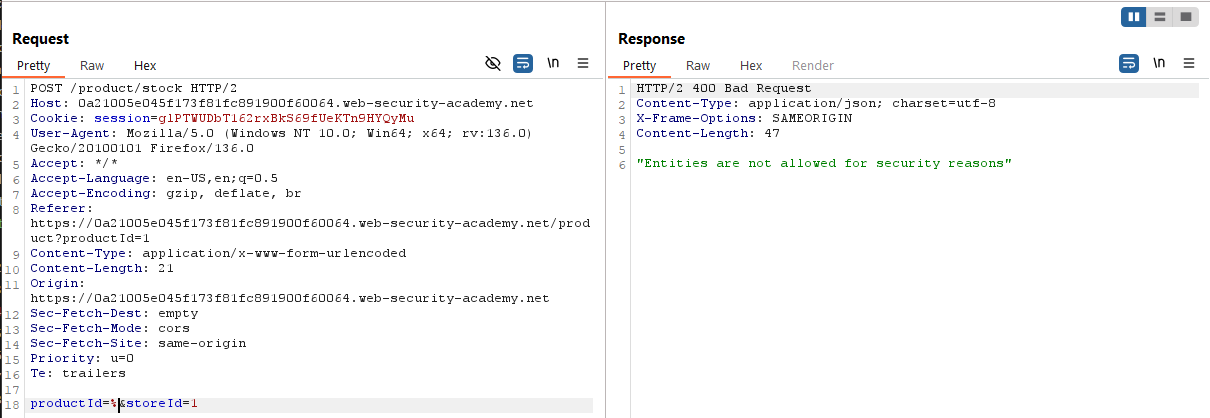 Request
Pretty Raw Hex \n
1 POST /product/stock HTTP/2
2 Host: 0a21005e045f173f81fc891900f60064.web-security-academy.net
3 Cookie: session=glPTWUDbT162rxBkS69fUeKTn9HYQyMu
4 User-Agent: Mozilla/5.0 (Windows NT 10.0; Win64; x64; rv:136.0)
Gecko/20100101 Firefox/136.0
5 Accept: */*
6 Accept-Language: en-US,en;q=0.5
7 Accept-Encoding: gzip, deflate, br
8 Referer:
https://0a21005e045f173f81fc891900f60064.web-security-academy.net/prod
uct?productId=1
9 Content-Type: application/x-www-form-urlencoded
10 Content-Length: 21
11 Origin:
https://0a21005e045f173f81fc891900f60064.web-security-academy.net
12 Sec-Fetch-Dest: empty
13 Sec-Fetch-Mode: cors
14 Sec-Fetch-Site: same-origin
15 Priority: u=0
16 Te: trailers
17
18 productId=%&storeId=1
Response
Pretty Raw Hex Render \n
1 HTTP/2 400 Bad Request
2 Content-Type: application/json; charset=utf-8
3 X-Frame-Options: SAMEORIGIN
4 Content-Length: 47
5
6 "Entities are not allowed for security reasons"